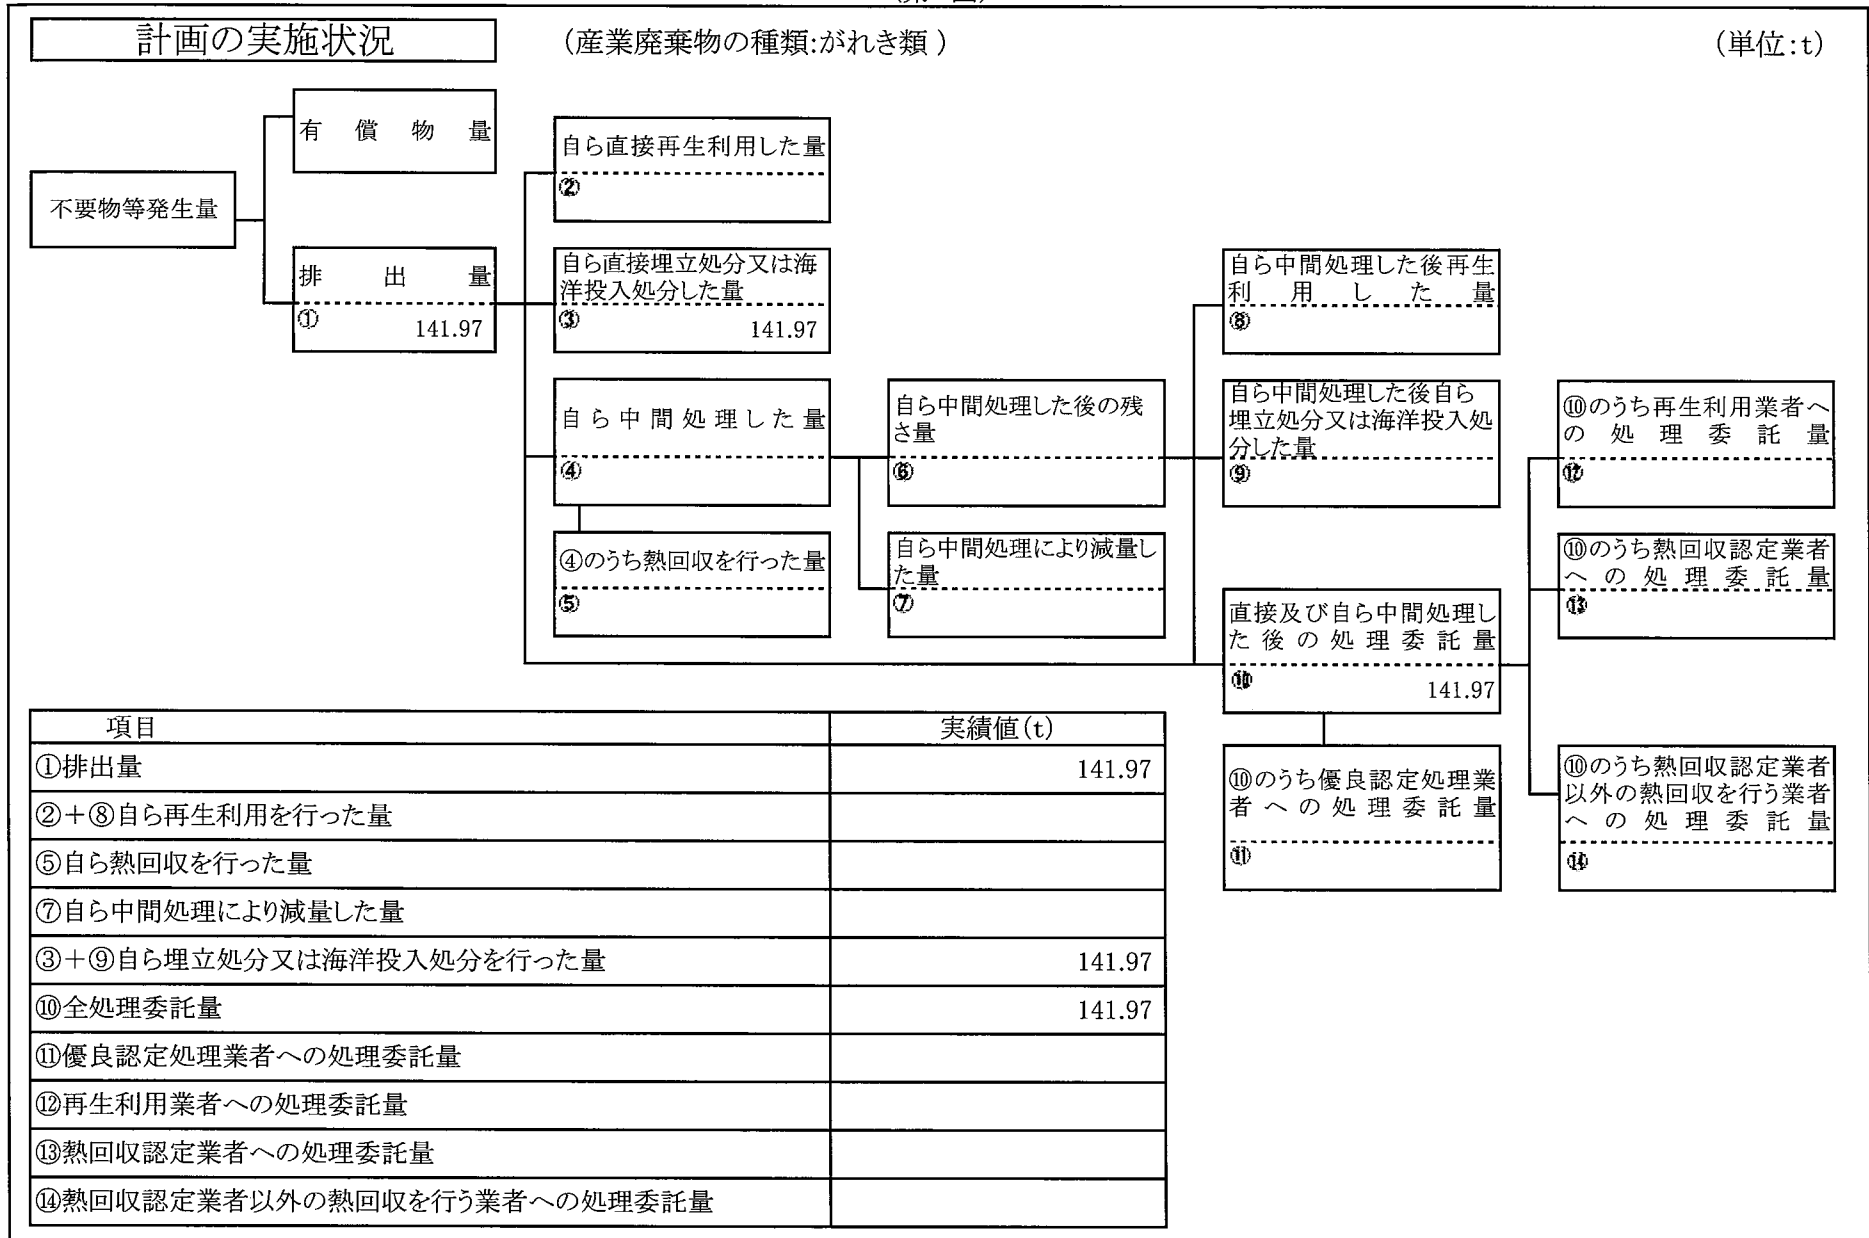 計画の実施状況
(産業廃棄物の種類:がれき類 )
(単位:t)
有償物量
不要物等発生量
排出量
① 141.97
自ら直接再生利用した量
②
自ら直接埋立処分又は海
洋投入処分した量
③ 141.97
自ら中間処理した量
④
④のうち熱回収を行った量
⑤
自ら中間処理した後の残
さ量
⑥
自ら中間処理により減量し
た量
⑦
自ら中間処理した後再生
利用した量
⑧
自ら中間処理した後自ら
埋立処分又は海洋投入処
分した量
⑨
直接及び自ら中間処理し
た後の処理委託量
⑩ 141.97
⑩のうち優良認定処理業
者への処理委託量
⑪
⑩のうち再生利用業者へ
の処理委託量
⑫
⑩のうち熱回収認定業者
への処理委託量
⑬
⑩のうち熱回収認定業者
以外の熱回収を行う業者
への処理委託量
⑭
項目 実績値(t)
①排出量 141.97
②+⑧自ら再生利用を行った量
⑤自ら熱回収を行った量
⑦自ら中間処理により減量した量
③+⑨自ら埋立処分又は海洋投入処分を行った量 141.97
⑩全処理委託量 141.97
⑪優良認定処理業者への処理委託量
⑫再生利用業者への処理委託量
⑬熱回収認定業者への処理委託量
⑭熱回収認定業者以外の熱回収を行う業者への処理委託量